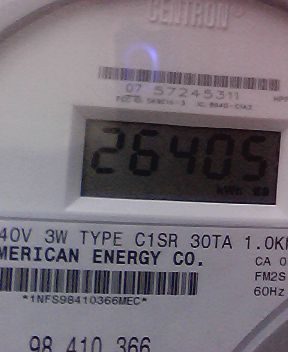 CENTRON®
07 57245311
26405
kWh
40V 3W TYPE C1SR 30TA 1.0K
MERICAN ENERGY CO.
CA 0
FM2S
60Hz
*1NFS98410366MEC*
98 410 366